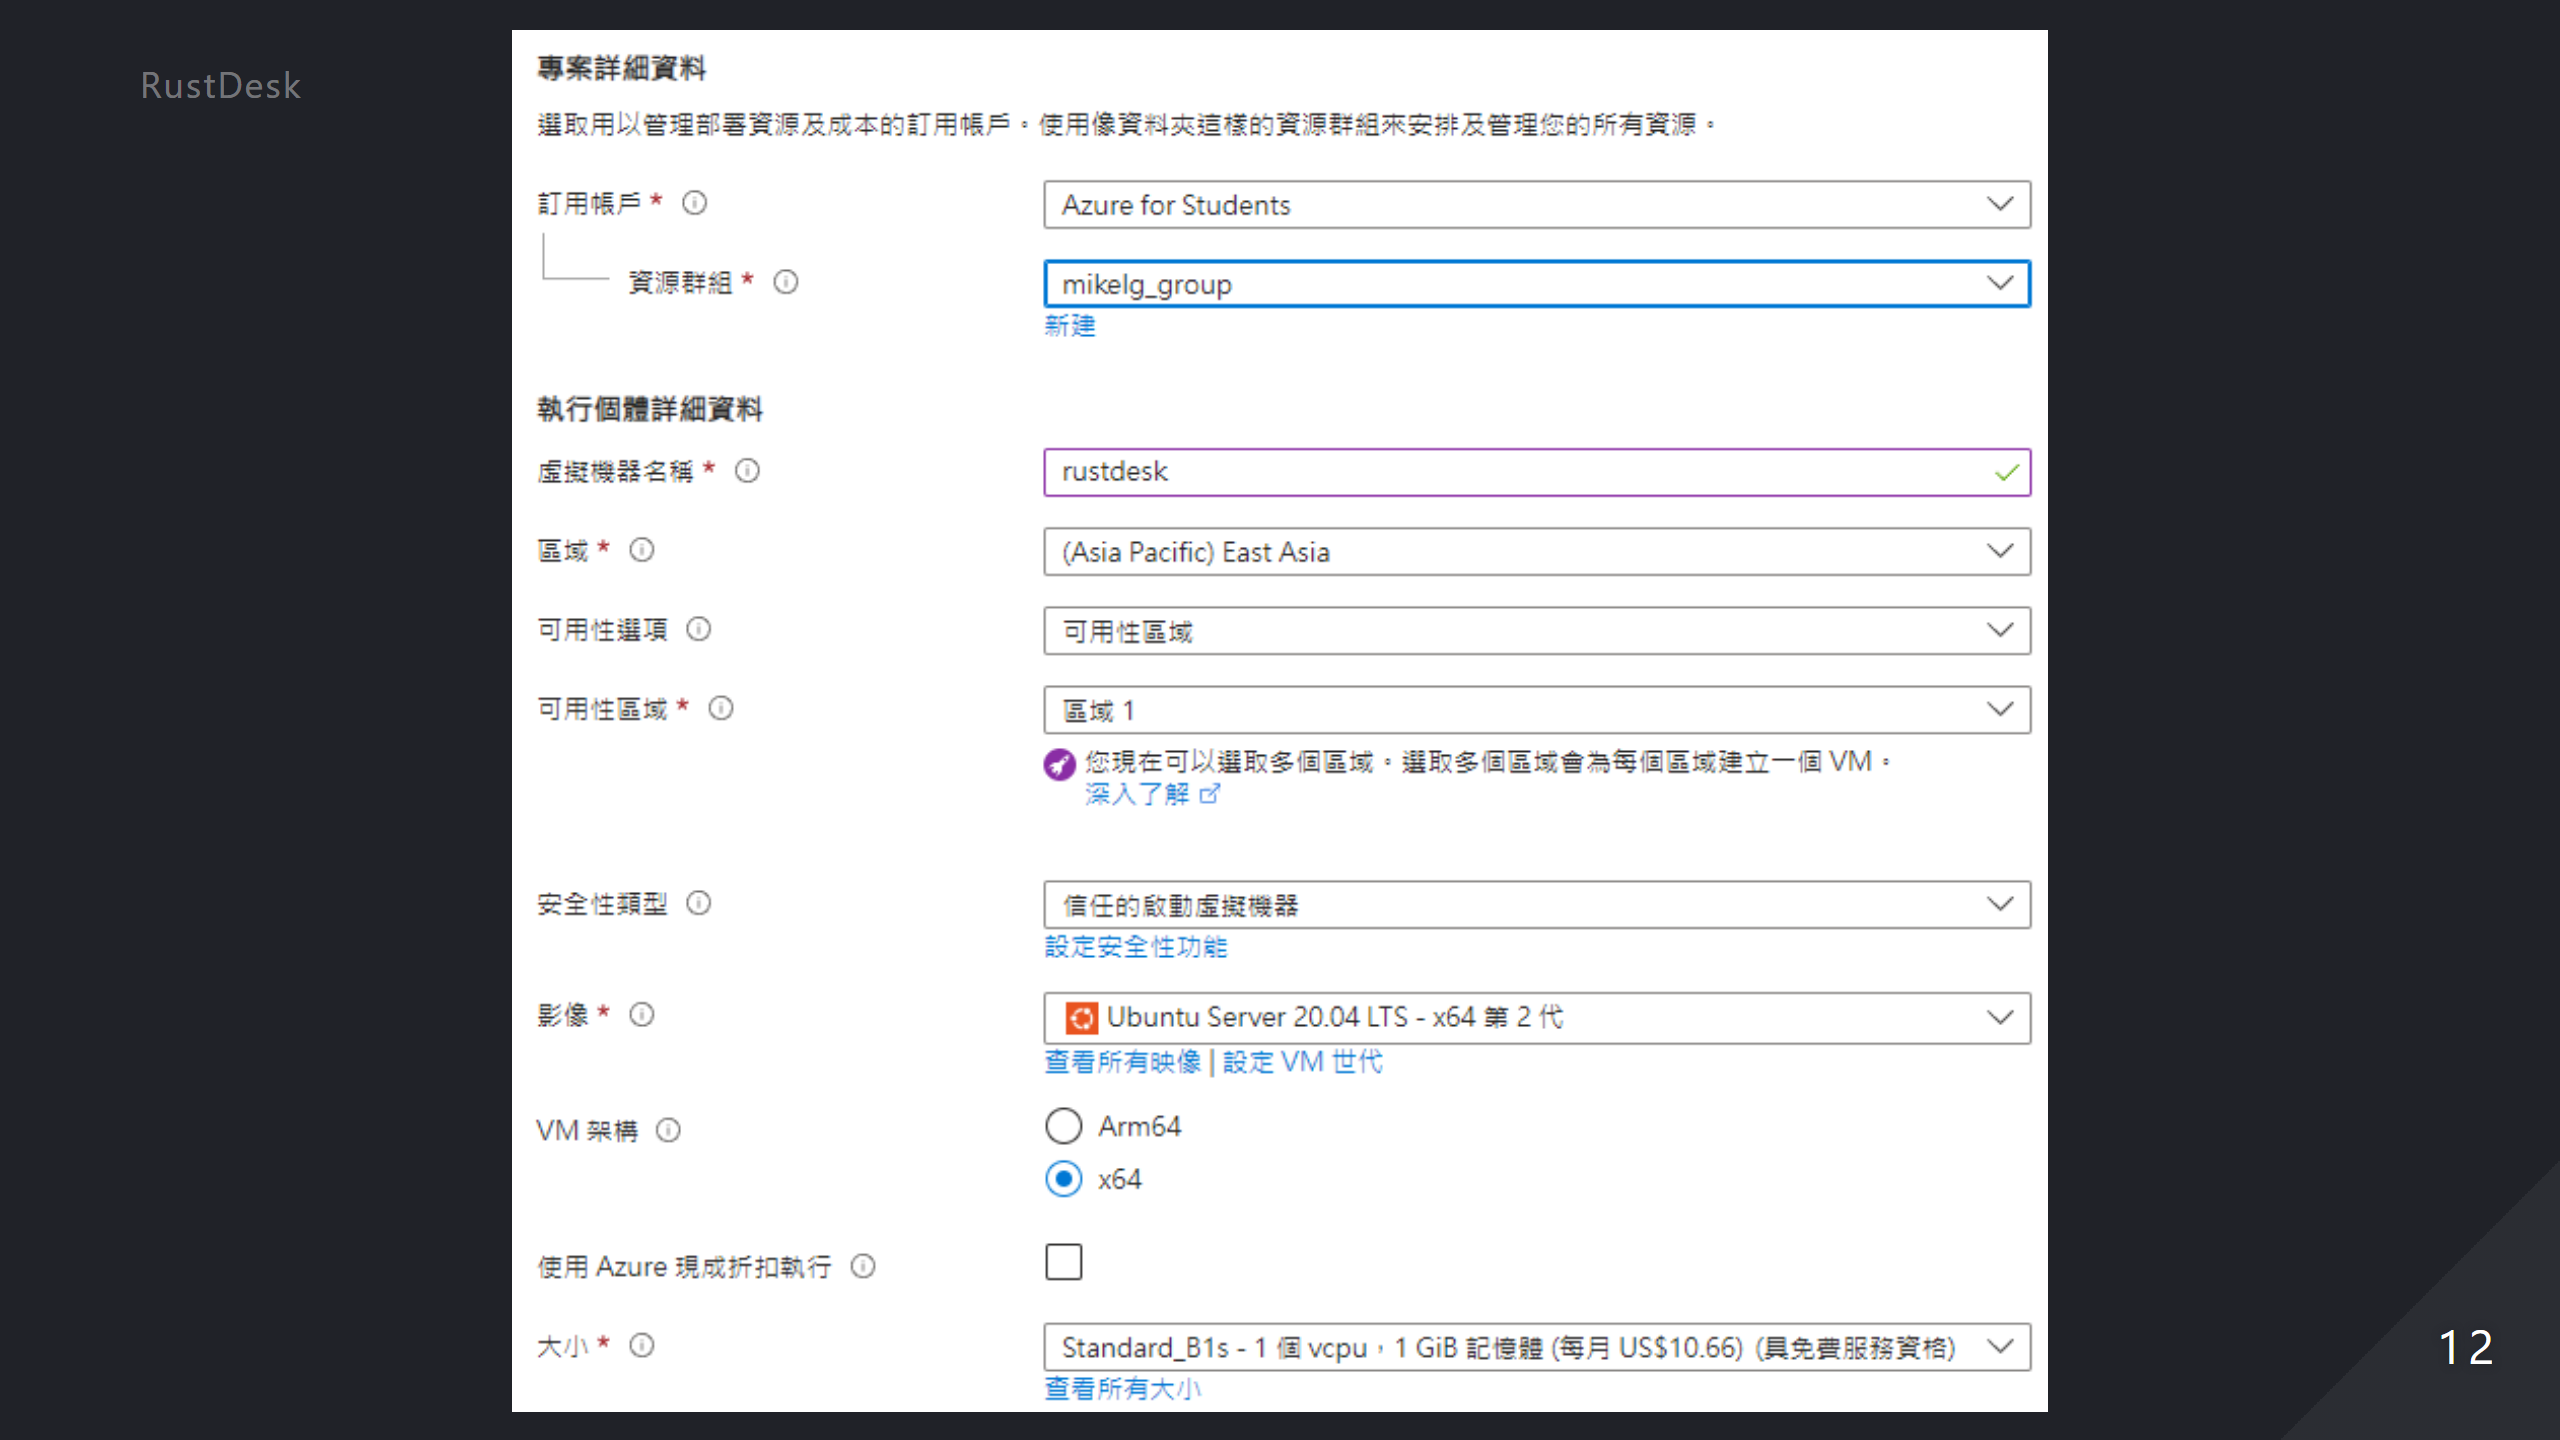 RustDesk
專案詳細資料
選取用以管理部署資源及成本的訂用帳戶。使用像資料夾這樣的資源群組來安排及管理您的所有資源。
訂用帳戶 * Azure for Students
資源群組 * mikelg_group
新建
執行個體詳細資料
虛擬機器名稱 * rustdesk
區域 * (Asia Pacific) East Asia
可用性選項 可用性區域
可用性區域 * 區域 1
您現在可以選取多個區域。選取多個區域會為每個區域建立一個 VM。
深入了解
安全性類型 信任的啟動虛擬機器
設定安全性功能
影像 * Ubuntu Server 20.04 LTS - x64 第 2 代
查看所有映像 | 設定 VM 世代
VM 架構 Arm64
x64
使用 Azure 現成折扣執行
大小 * Standard_B1s - 1 個 vcpu，1 GiB 記憶體 (每月 US$10.66) (具免費服務資格)
查看所有大小
12